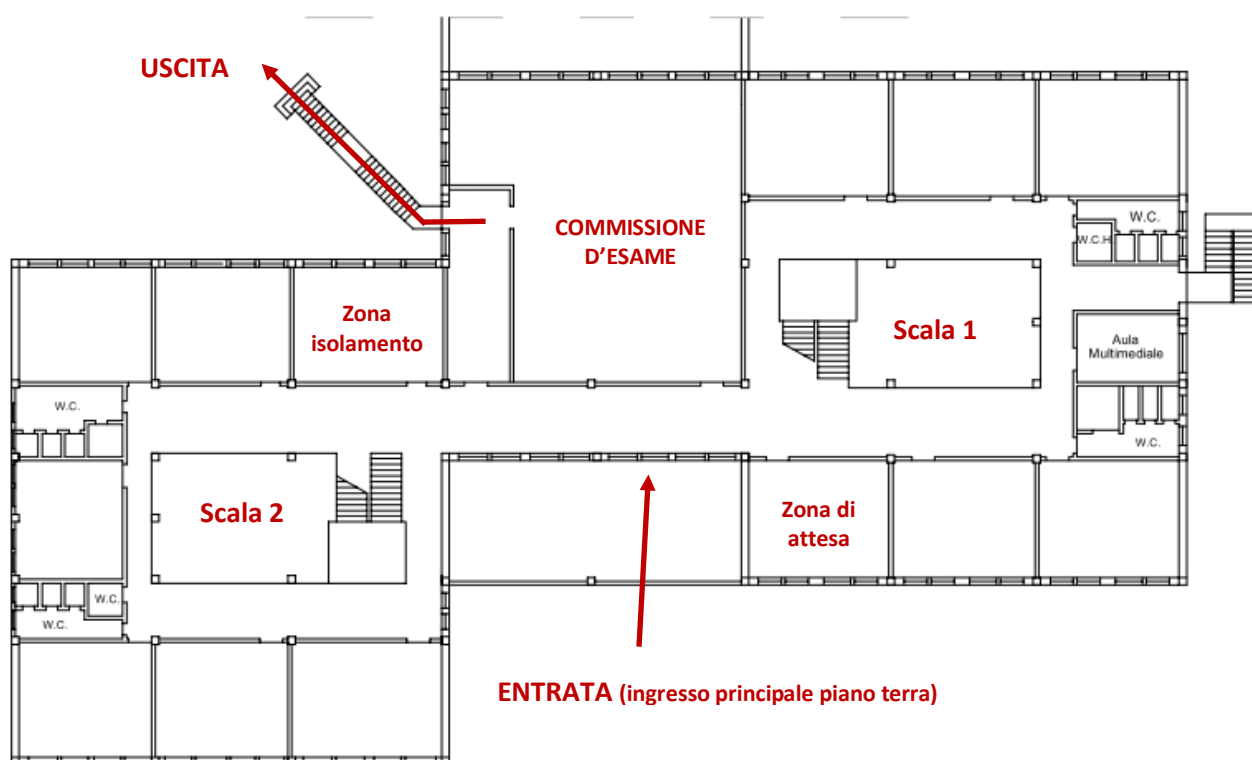 USCITA
COMMISSIONE
D'ESAME
W.C.
W.C.H
Zona
isolamento
Scala 1
Aula
Multimediale
W.C.
W.C.
Scala 2
Zona di
attesa
W.C.
W.C.
ENTRATA (ingresso principale piano terra)